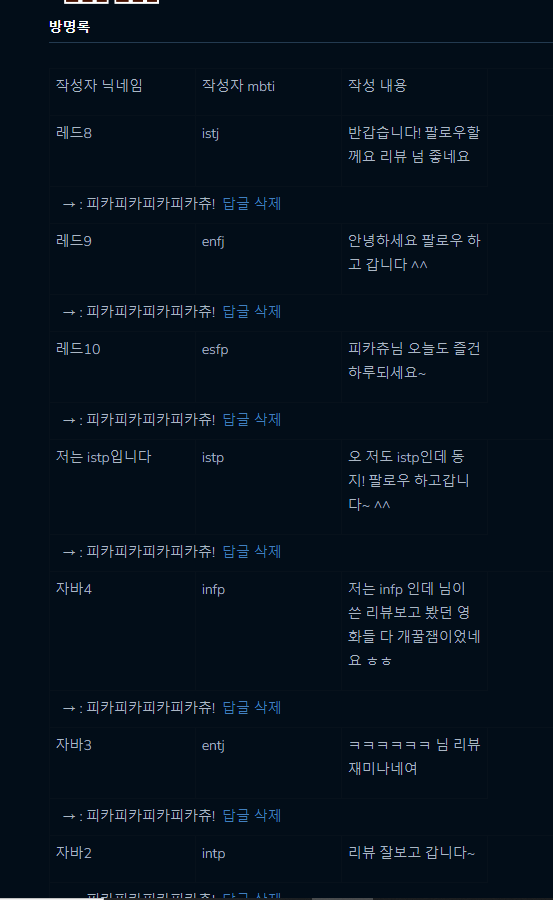 방명록
작성자 닉네임 작성자 mbti 작성 내용
레드8 istj 반갑습니다! 팔로우할
께요 리뷰 넘 좋네요
→ : 피카피카피카피카츄! 답글 삭제
레드9 enfj 안녕하세요 팔로우 하
고 갑니다 ^^
→ : 피카피카피카피카츄! 답글 삭제
레드10 esfp 피카츄님 오늘도 즐건
하루되세요~
→ : 피카피카피카피카츄! 답글 삭제
저는 istp입니다 istp 오 저도 istp인데 동
지! 팔로우 하고갑니
다~ ^^
→ : 피카피카피카피카츄! 답글 삭제
자바4 infp 저는 infp 인데 님이
쓴 리뷰보고 봤던 영
화들 다 개꿀잼이었네
요 ㅎㅎ
→ : 피카피카피카피카츄! 답글 삭제
자바3 entj ㅋㅋㅋㅋㅋㅋ 님 리뷰
재미나네여
→ : 피카피카피카피카츄! 답글 삭제
자바2 intp 리뷰 잘보고 갑니다~